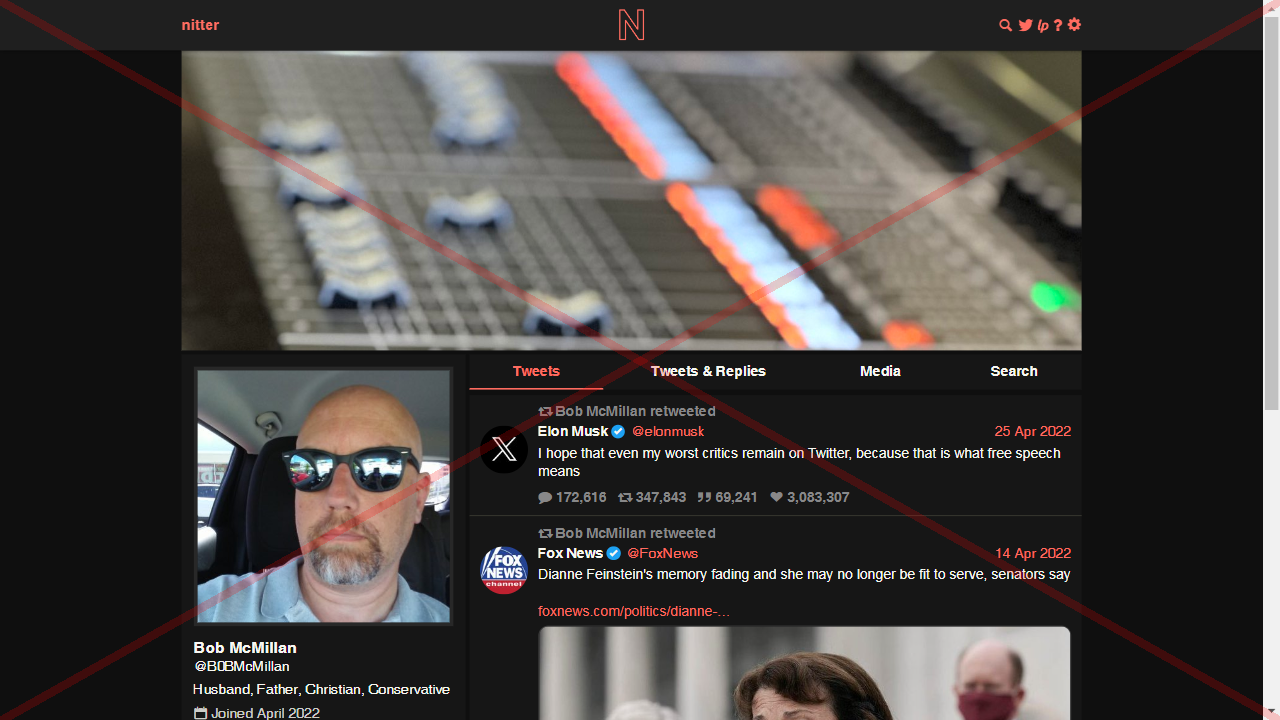 nitter
N
lp ?
Tweets
Tweets & Replies
Media
Search
Bob McMillan retweeted
Elon Musk @elonmusk 25 Apr 2022
I hope that even my worst critics remain on Twitter, because that is what free speech
means
172,616 347,843 69,241 3,083,307
Bob McMillan retweeted
Fox News @FoxNews 14 Apr 2022
FOX
NEWS
channel
Dianne Feinstein's memory fading and she may no longer be fit to serve, senators say
foxnews.com/politics/dianne-…
Bob McMillan
@B0BMcMillan
Husband, Father, Christian, Conservative
Joined April 2022